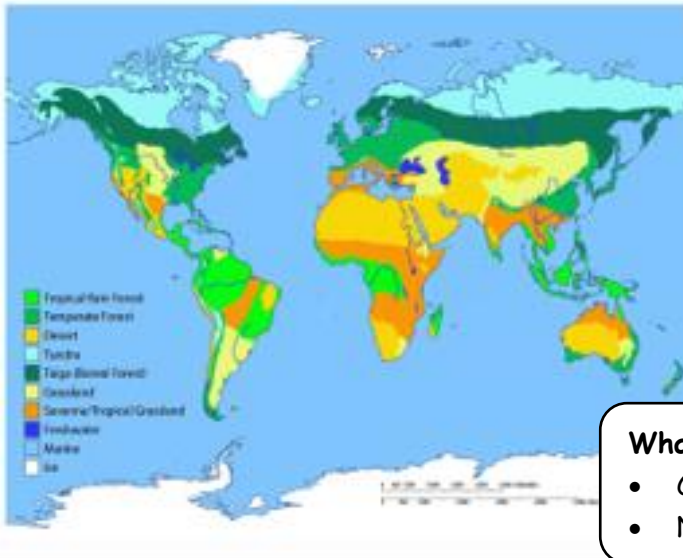 Tropical Rain Forest
Temperate Forest
Desert
Tundra
Taiga (Boreal Forest)
Grassland
Savanna/Tropical Grassland
Freshwater
Marine
Ice